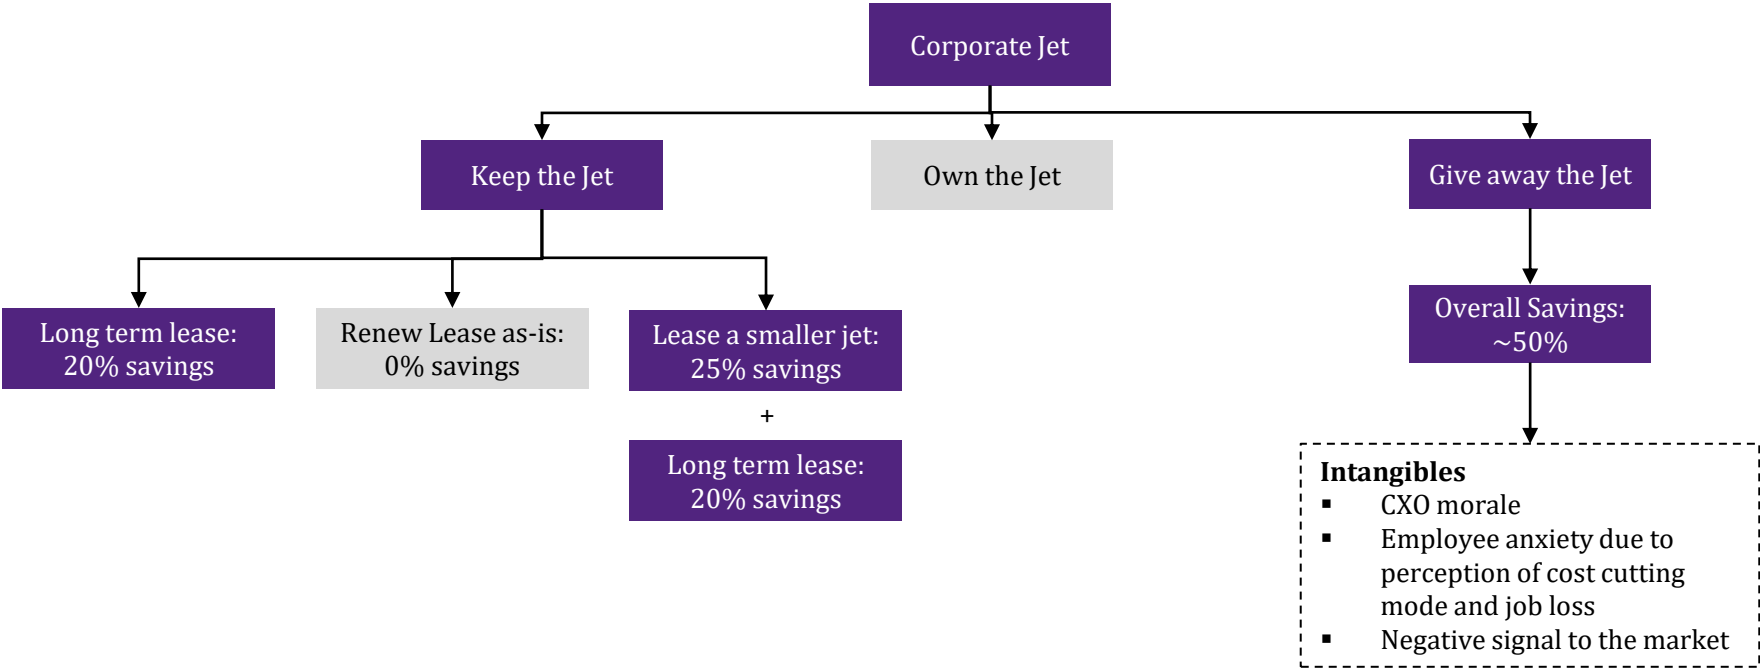 Corporate Jet
Keep the Jet
Own the Jet
Give away the Jet
Long term lease:
20% savings
Renew Lease as-is:
0% savings
Lease a smaller jet:
25% savings
+
Long term lease:
20% savings
Overall Savings:
~50%
Intangibles
▪ CXO morale
▪ Employee anxiety due to
perception of cost cutting
mode and job loss
▪ Negative signal to the market